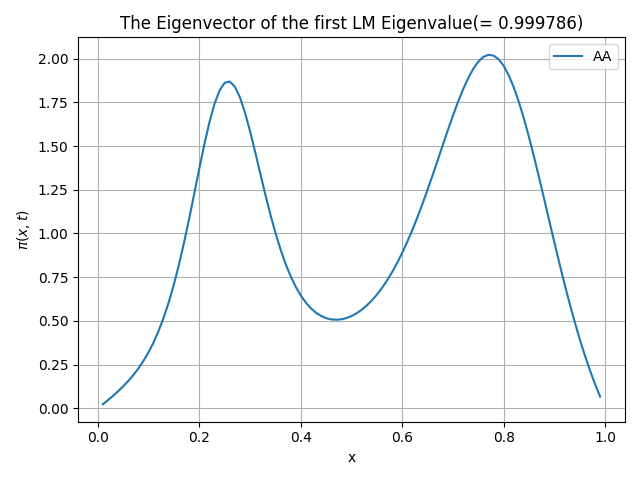 The Eigenvector of the first LM Eigenvalue(= 0.999786)
AA
2.00
1.75
1.50
1.25
1.00
0.75
0.50
0.25
0.00
π(x, t)
0.0 0.2 0.4 0.6 0.8 1.0
x